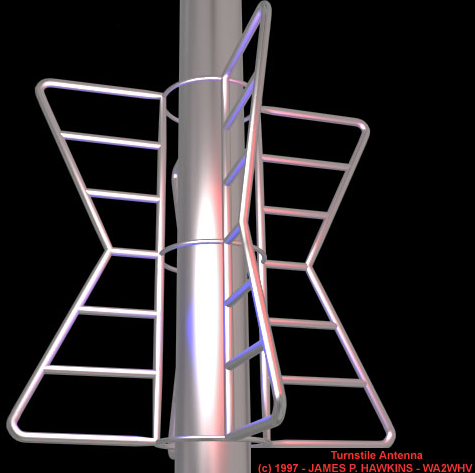 Turnstile Antenna
(c) 1997 - JAMES P. HAWKINS - WA2WHV